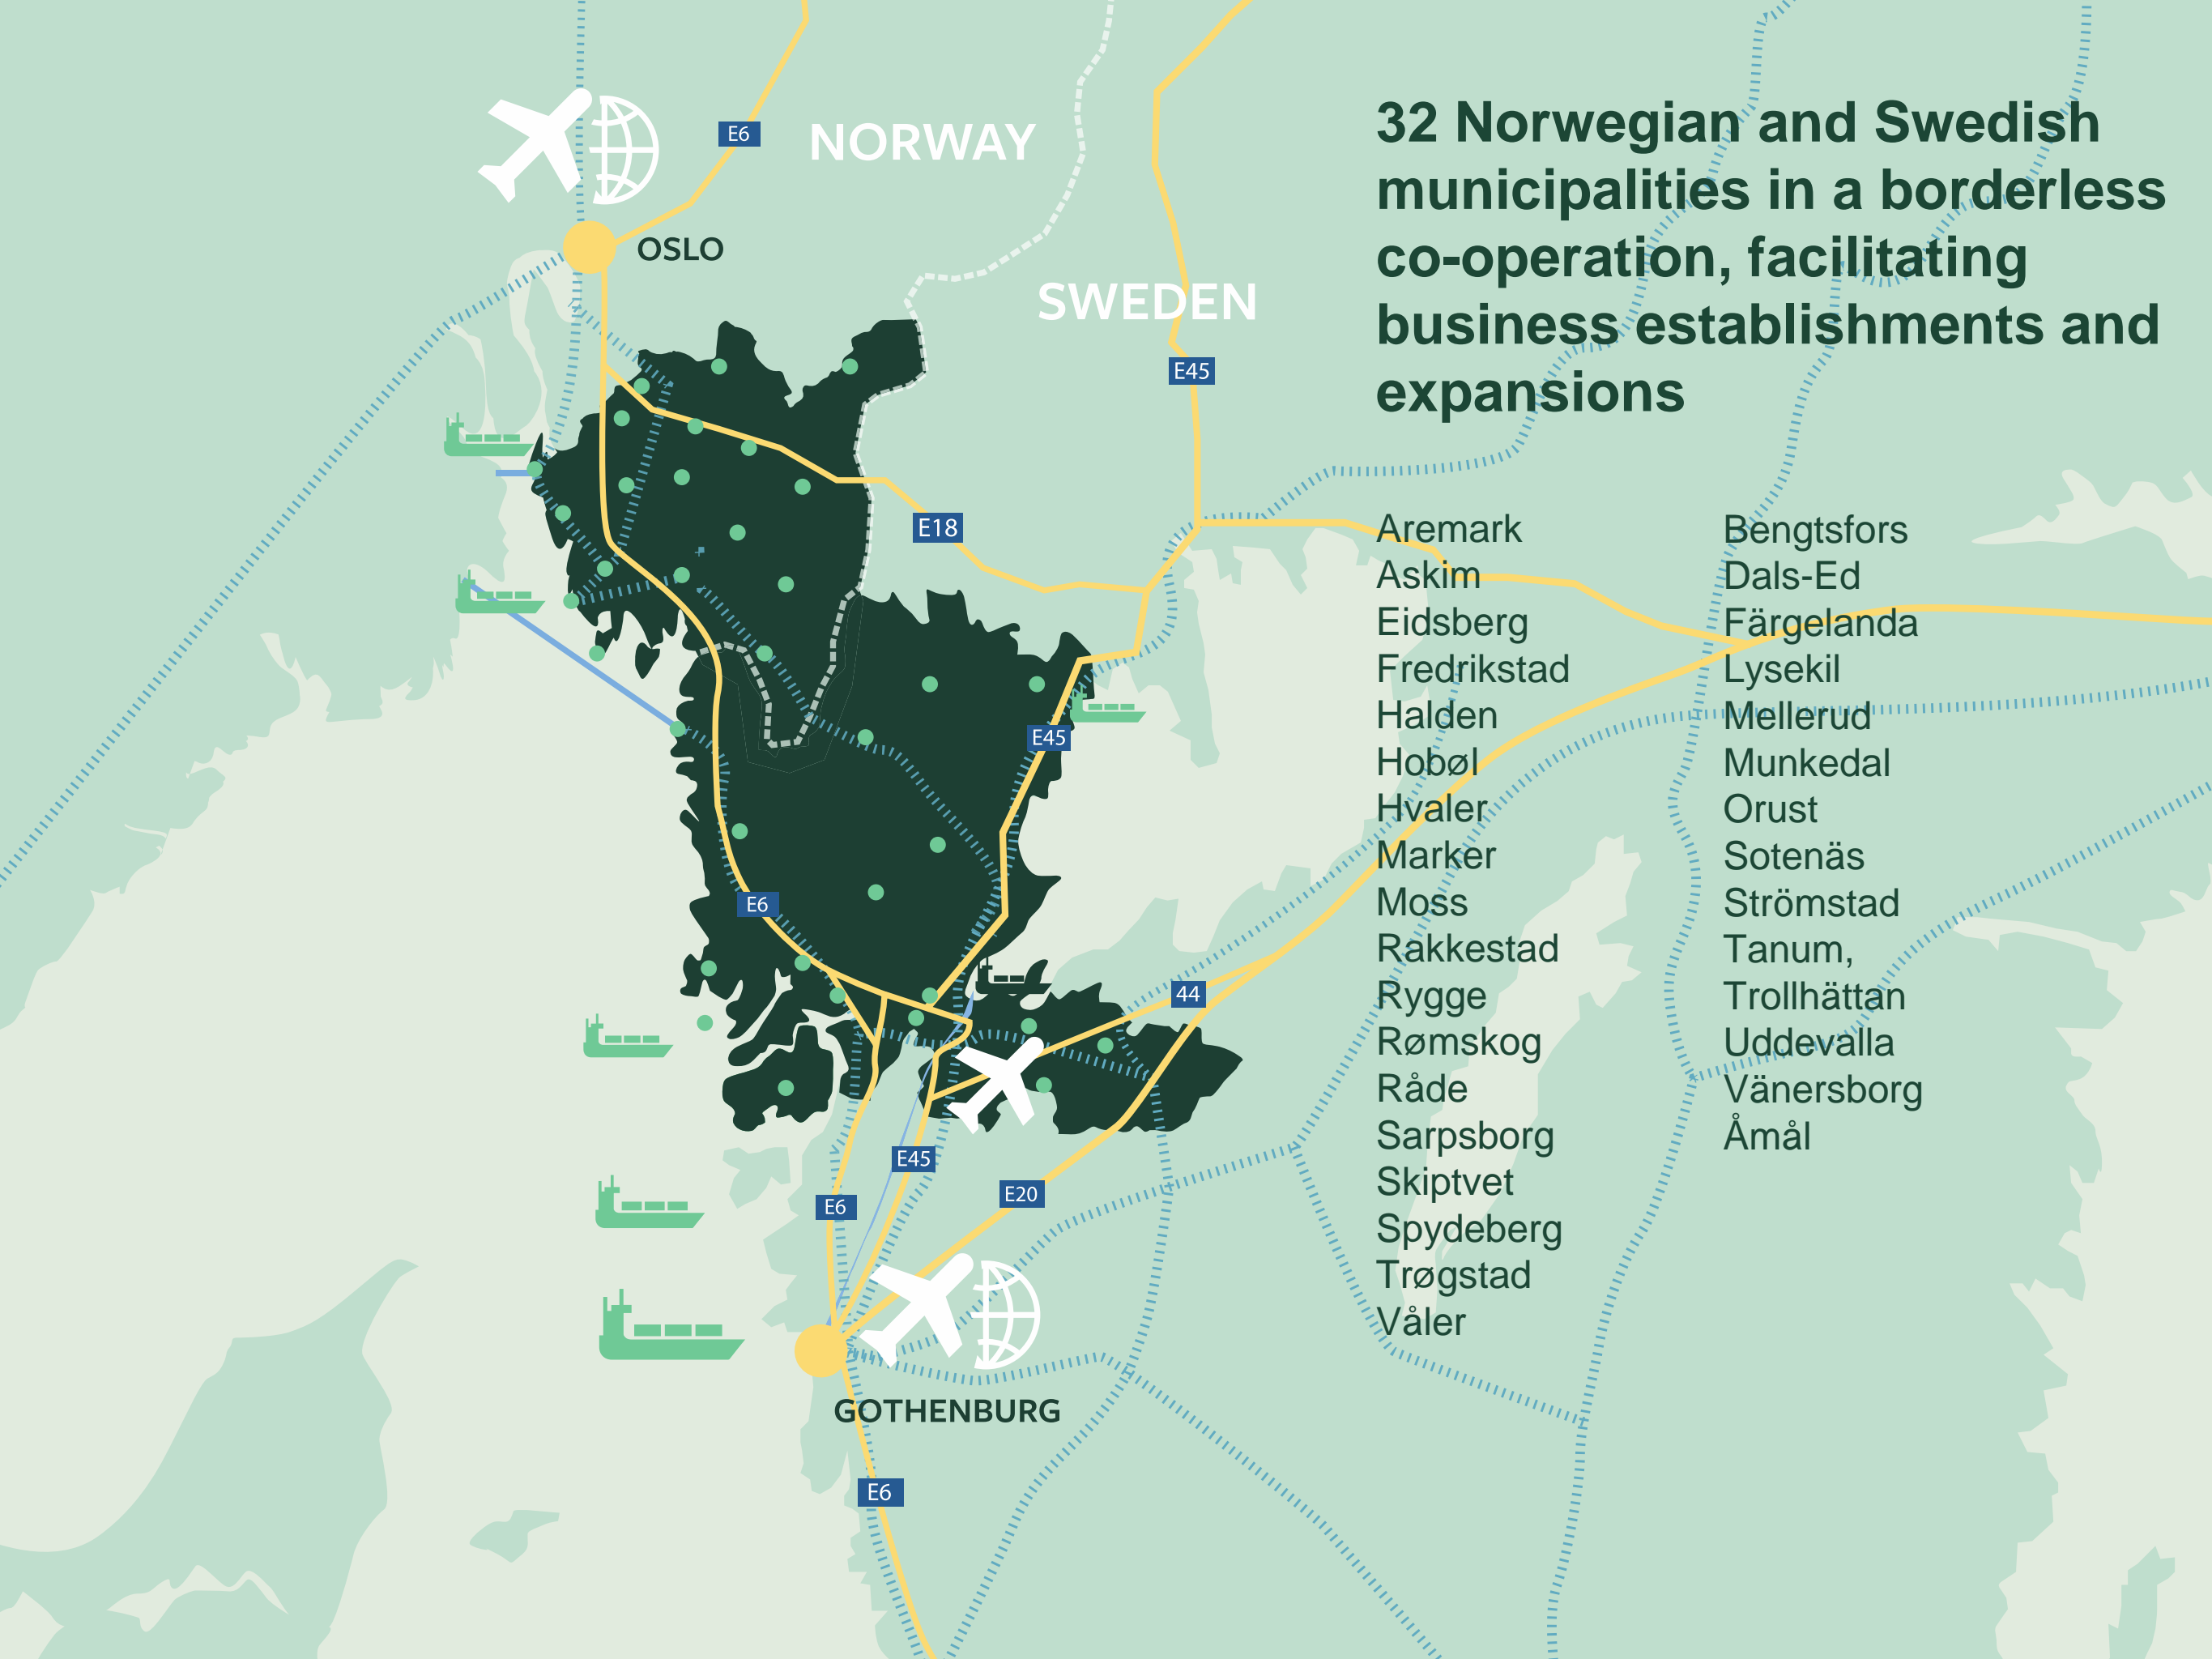 E6
NORWAY
OSLO
SWEDEN
E45
E18
E45
E6
44
E45
E6
E20
GOTHENBURG
E6
32 Norwegian and Swedish
municipalities in a borderless
co-operation, facilitating
business establishments and
expansions
Aremark
Askim
Eidsberg
Fredrikstad
Halden
Hobøl
Hvaler
Marker
Moss
Rakkestad
Rygge
Rømskog
Råde
Sarpsborg
Skiptvet
Spydeberg
Trøgstad
Våler
Bengtsfors
Dals-Ed
Färgelanda
Lysekil
Mellerud
Munkedal
Orust
Sotenäs
Strömstad
Tanum,
Trollhättan
Uddevalla
Vänersborg
Åmål